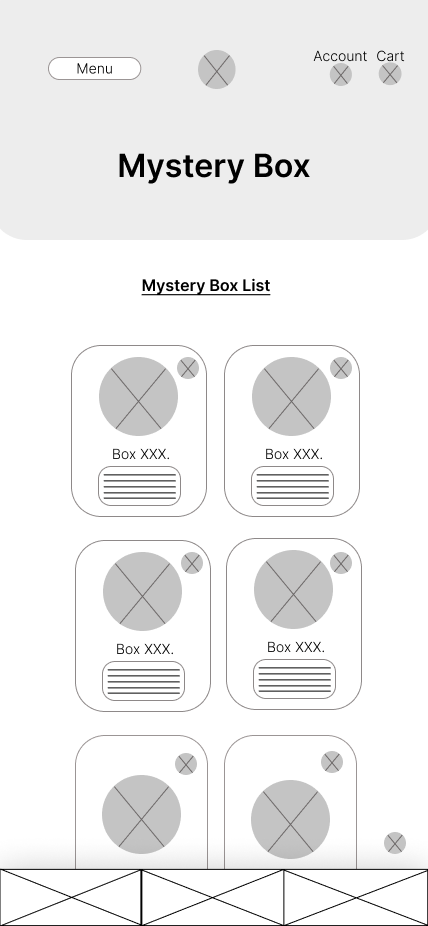 Menu
Account Cart
Mystery Box
Mystery Box List
Box XXX.
Box XXX.
Box XXX.
Box XXX.